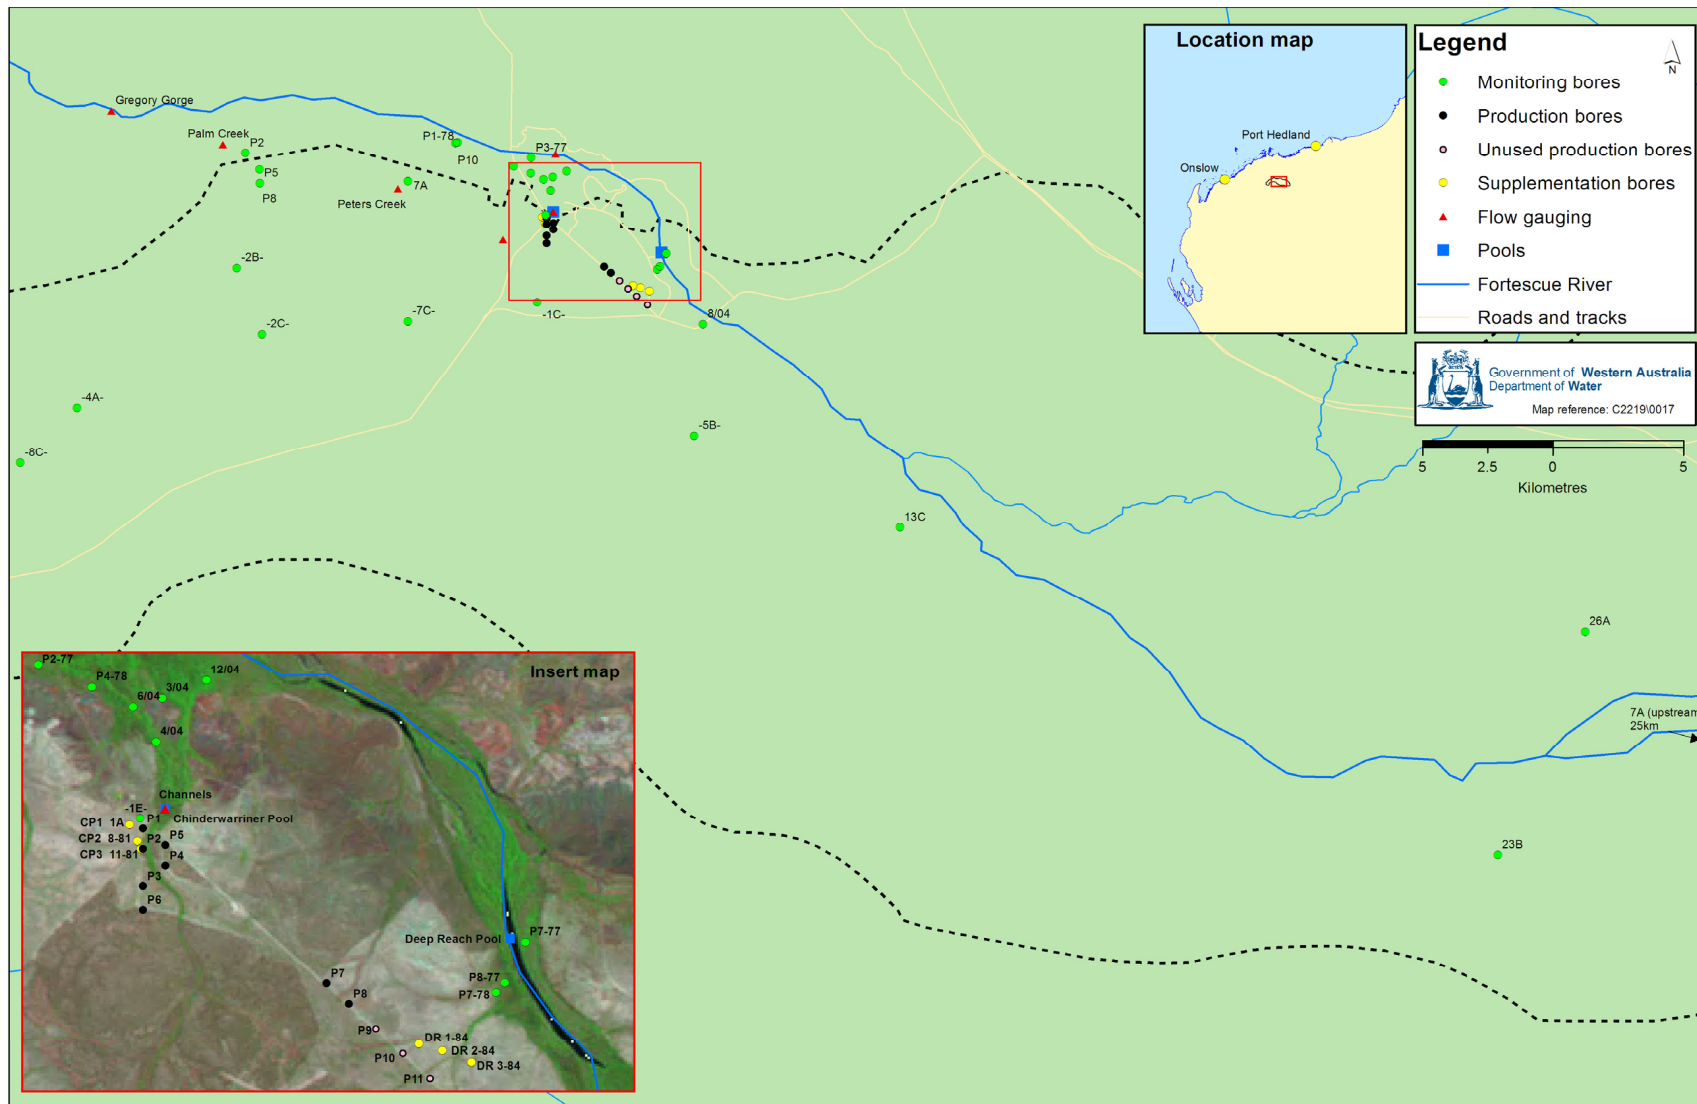 Gregory Gorge
Palm Creek
P2
P5
P8
P1-78
P10
P3-77
7A
Peters Creek
-2B-
-2C-
-7C-
-1C-
8/04
-4A-
-8C-
-5B-
13C
26A
23B
7A (upstream
25km
Location map
Port Hedland
Onslow
Legend
N
Monitoring bores
Production bores
Unused production bores
Supplementation bores
Flow gauging
Pools
Fortescue River
Roads and tracks
Government of Western Australia
Department of Water
Map reference: C2219\0017
5 2.5 0 5
Kilometres
Insert map
P2-77
P4-78
12/04
3/04
6/04
4/04
Channels
Chinderwarriner Pool
-1E-
CP1 1A
P1
CP2 8-81
P2
P5
CP3 11-81
P4
P3
P6
Deep Reach Pool
P7-77
P8-77
P7-78
P7
P8
P9
DR 1-84
DR 2-84
P10
DR 3-84
P11